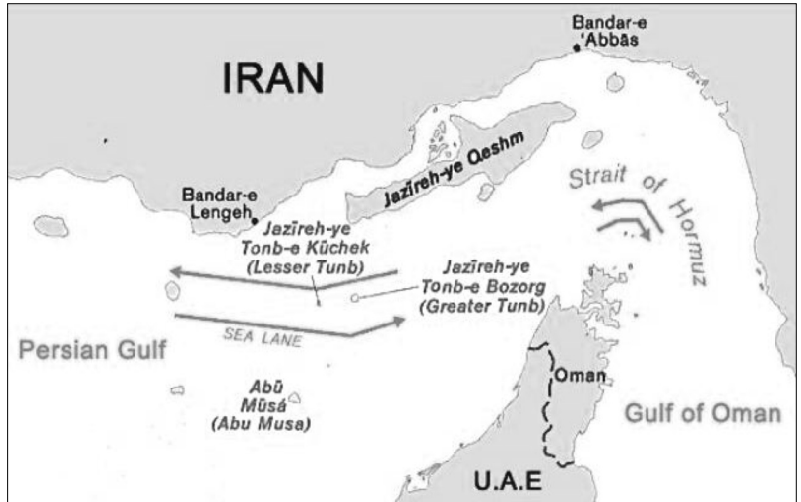 Bandar-e
'Abbās
IRAN
Jazīreh-ye Qeshm
Strait of Hormuz
Bandar-e
Lengeh
Jazīreh-ye
Tonb-e Kūchek
(Lesser Tunb)
Jazīreh-ye
Tonb-e Bozorg
(Greater Tunb)
SEA LANE
Persian Gulf
Abū
Mūsá
(Abu Musa)
Oman
Gulf of Oman
U.A.E